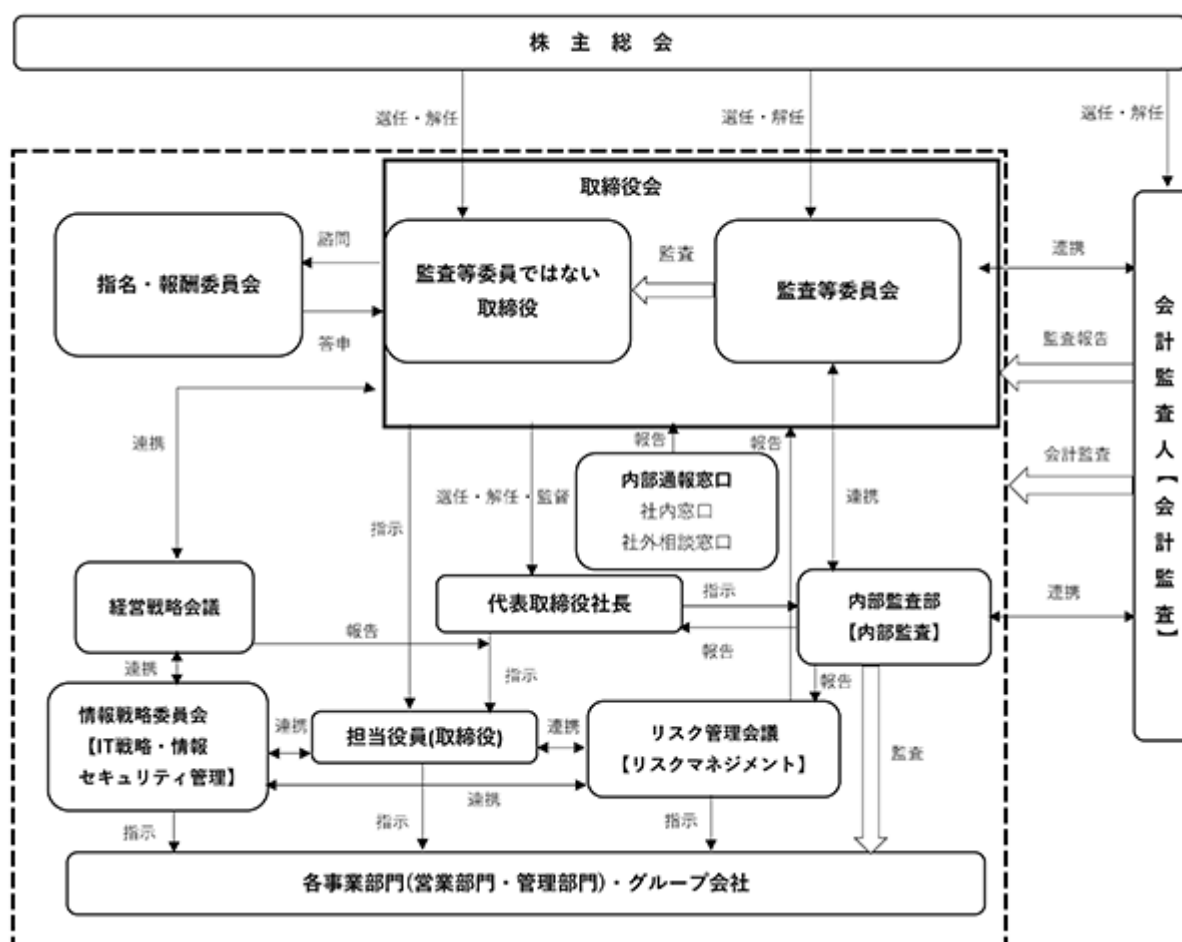 株 主 総 会
選任・解任
選任・解任
選任・解任
取締役会
指名・報酬委員会
諮問
答申
監査等委員ではない
取締役
監査
監査等委員会
連携
監査報告
会計監査
連携
会計監査人【会計監査】
連携
指示
選任・解任・監督
報告
報告
内部通報窓口
社内窓口
社外相談窓口
連携
経営戦略会議
報告
代表取締役社長
指示
報告
内部監査部
【内部監査】
連携
指示
報告
監査
情報戦略委員会
【IT戦略・情報
セキュリティ管理】
連携
担当役員(取締役)
連携
リスク管理会議
【リスクマネジメント】
連携
指示
指示
指示
各事業部門(営業部門・管理部門)・グループ会社